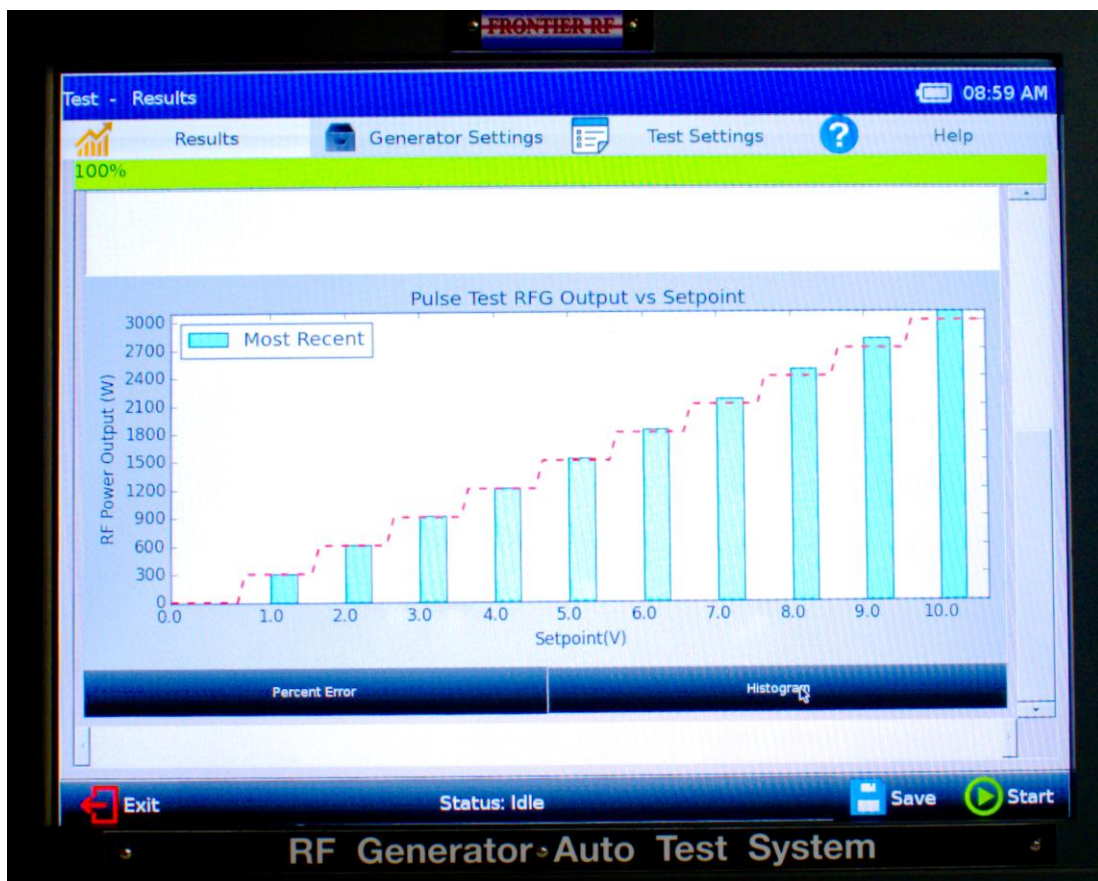 FRONTIER RF
Test - Results
08:59 AM
Results
Generator Settings
Test Settings
?
Help
100%
Pulse Test RFG Output vs Setpoint
Most Recent
RF Power Output (W)
3000
2700
2400
2100
1800
1500
1200
900
600
300
0
0.0 1.0 2.0 3.0 4.0 5.0 6.0 7.0 8.0 9.0 10.0
Setpoint(V)
Percent Error
Histogram
Exit
Status: Idle
Save
Start
RF Generator Auto Test System